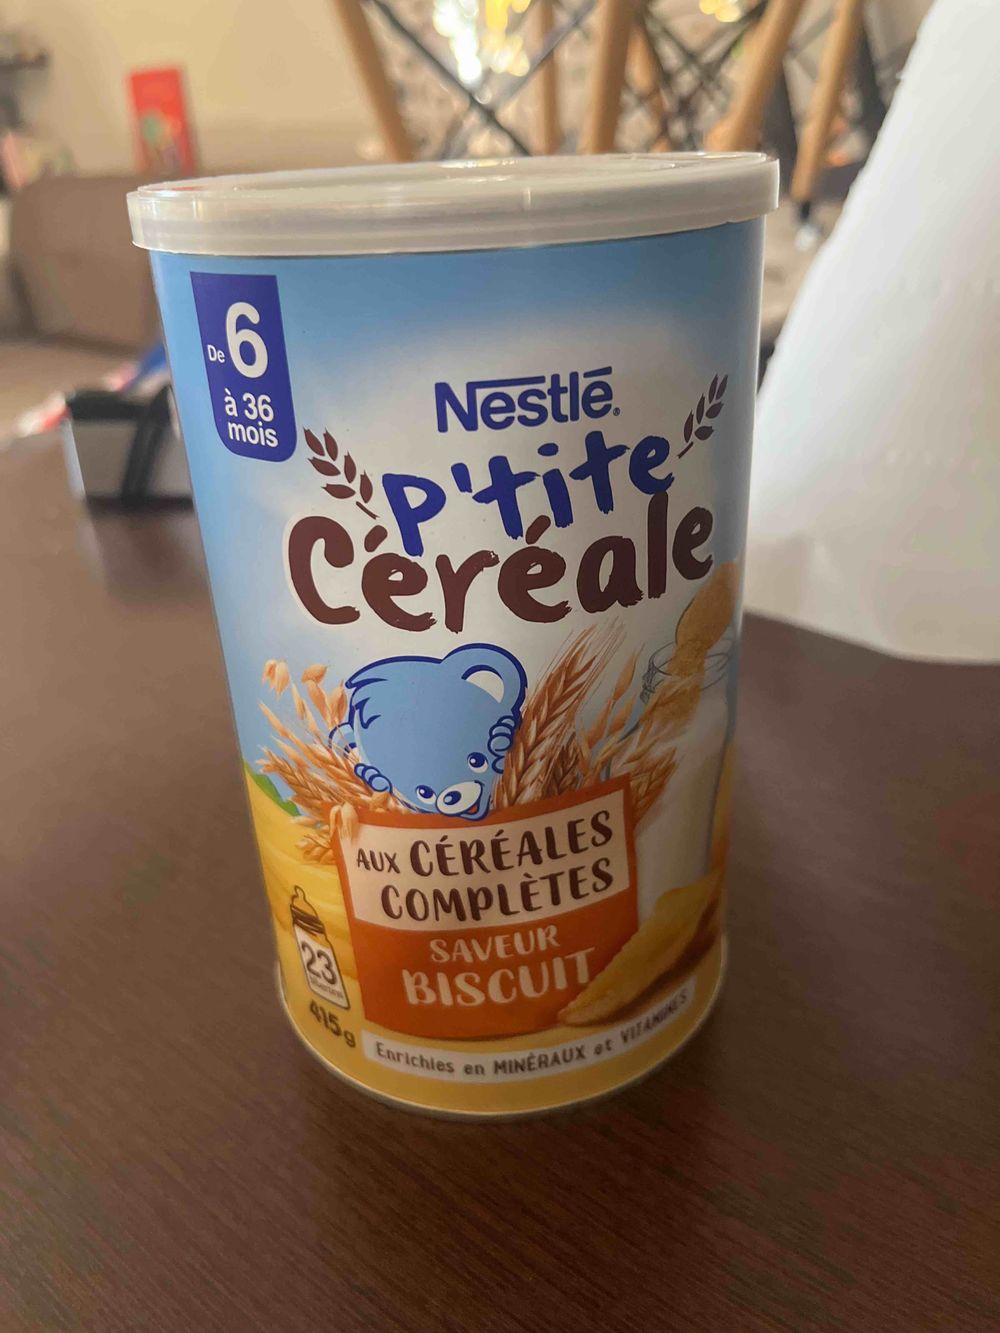 De 6
à 36
mois
Nestlé
P'tite
Céréale
AUX CÉRÉALES
COMPLÈTES
SAVEUR
BISCUIT
23
415g
Enrichies en MINÉRAUX et VITAMINES